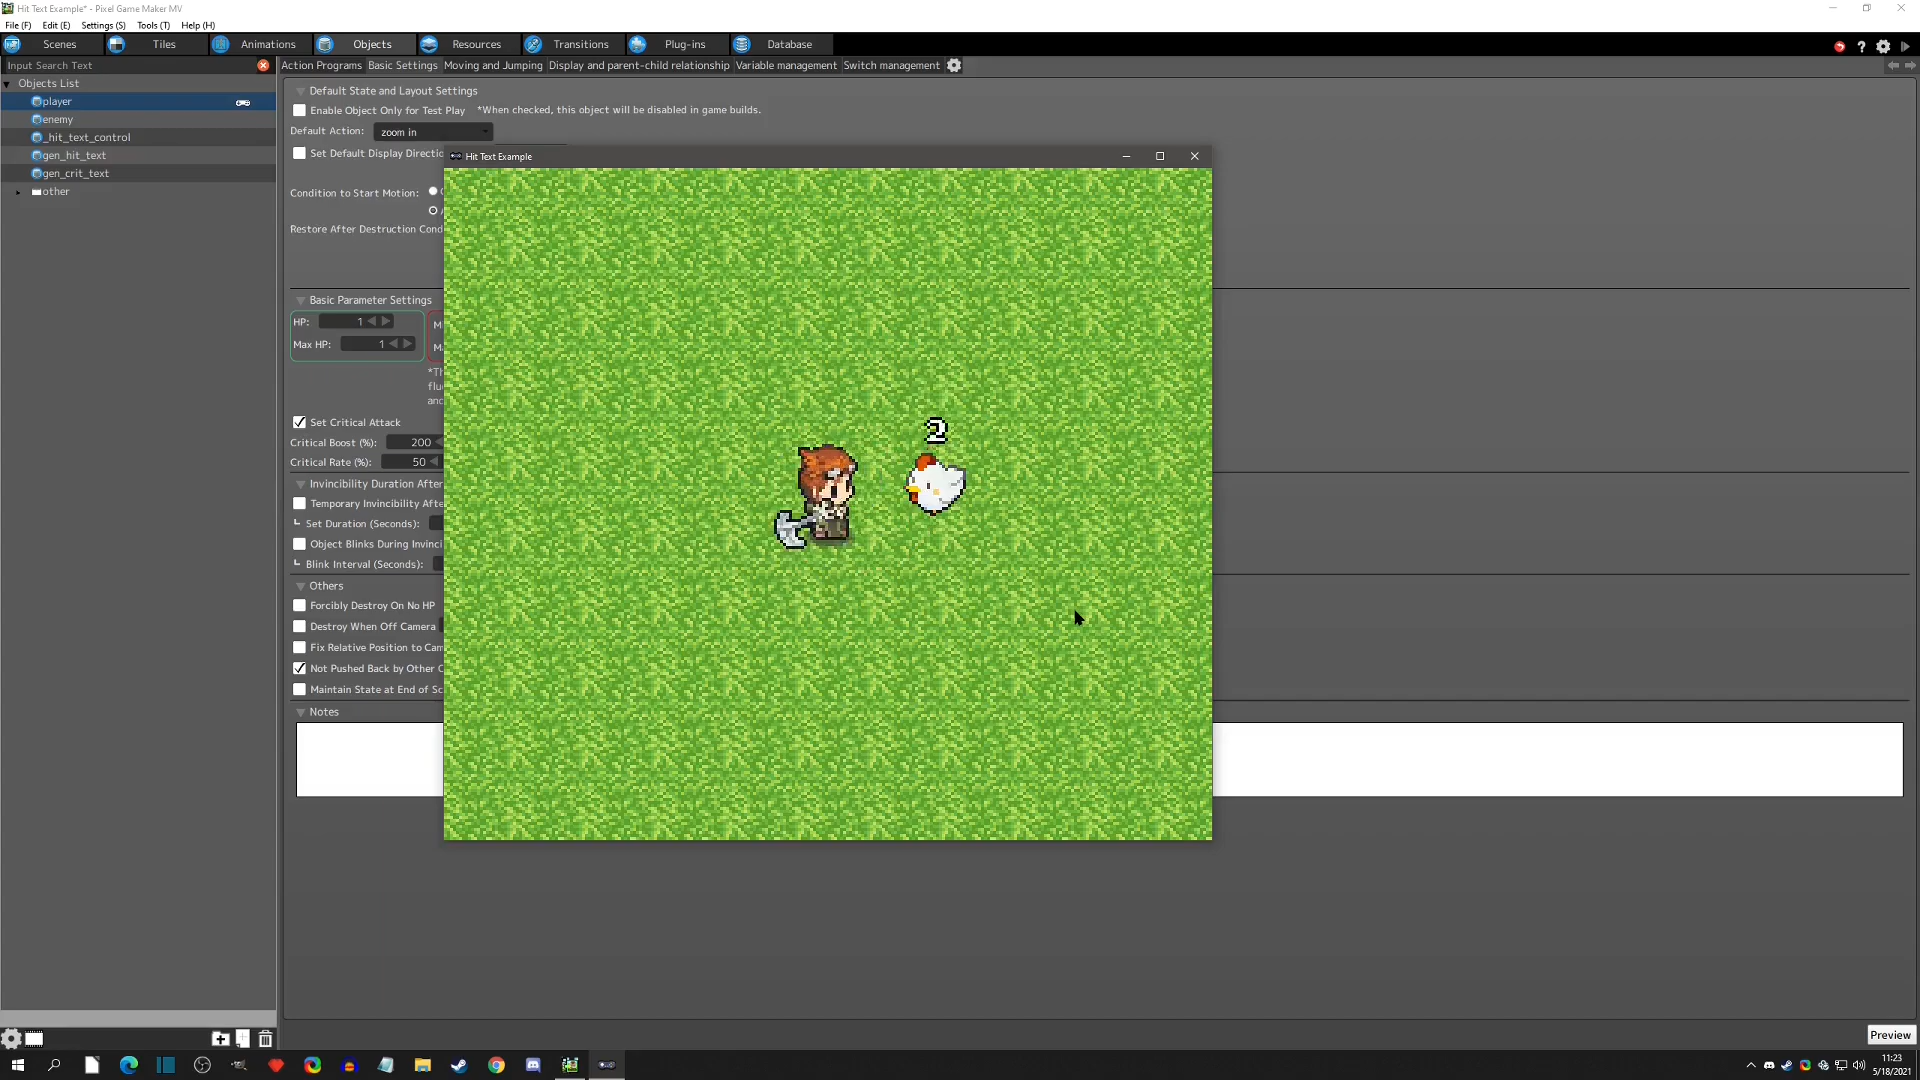 Hit Text Example* - Pixel Game Maker MV
File (F) Edit (E) Settings (S) Tools (T) Help (H)
Scenes Tiles Animations Objects Resources Transitions Plug-ins Database
Input Search Text
Action Programs Basic Settings Moving and Jumping Display and parent-child relationship Variable management Switch management
Objects List
player
enemy
_hit_text_control
gen_hit_text
gen_crit_text
other
Default State and Layout Settings
Enable Object Only for Test Play *When checked, this object will be disabled in game builds.
Default Action: zoom in
Set Default Display Directio
Hit Text Example
Condition to Start Motion:
Restore After Destruction Cond
Basic Parameter Settings
HP: 1
Max HP: 1
*Th
flu
and
Set Critical Attack
Critical Boost (%): 200
Critical Rate (%): 50
Invincibility Duration After
Temporary Invincibility Afte
Set Duration (Seconds):
Object Blinks During Invinci
Blink Interval (Seconds):
Others
Forcibly Destroy On No HP
Destroy When Off Camera
Fix Relative Position to Cam
Not Pushed Back by Other O
Maintain State at End of Sc
Notes
2
Preview
11:23
5/18/2021